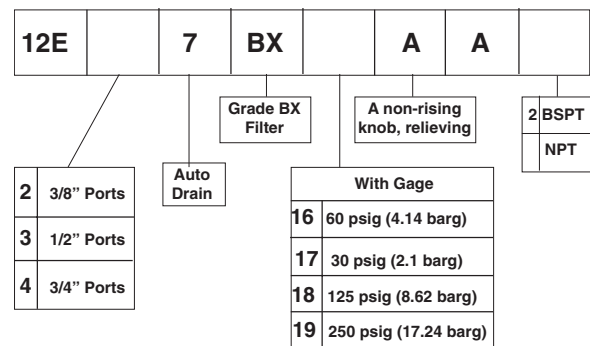 12E 7 BX A A
Grade BX
Filter
A non-rising
knob, relieving
2 BSPT
NPT
Auto
Drain
2 3/8” Ports
3 1/2” Ports
4 3/4” Ports
With Gage
16 60 psig (4.14 barg)
17 30 psig (2.1 barg)
18 125 psig (8.62 barg)
19 250 psig (17.24 barg)